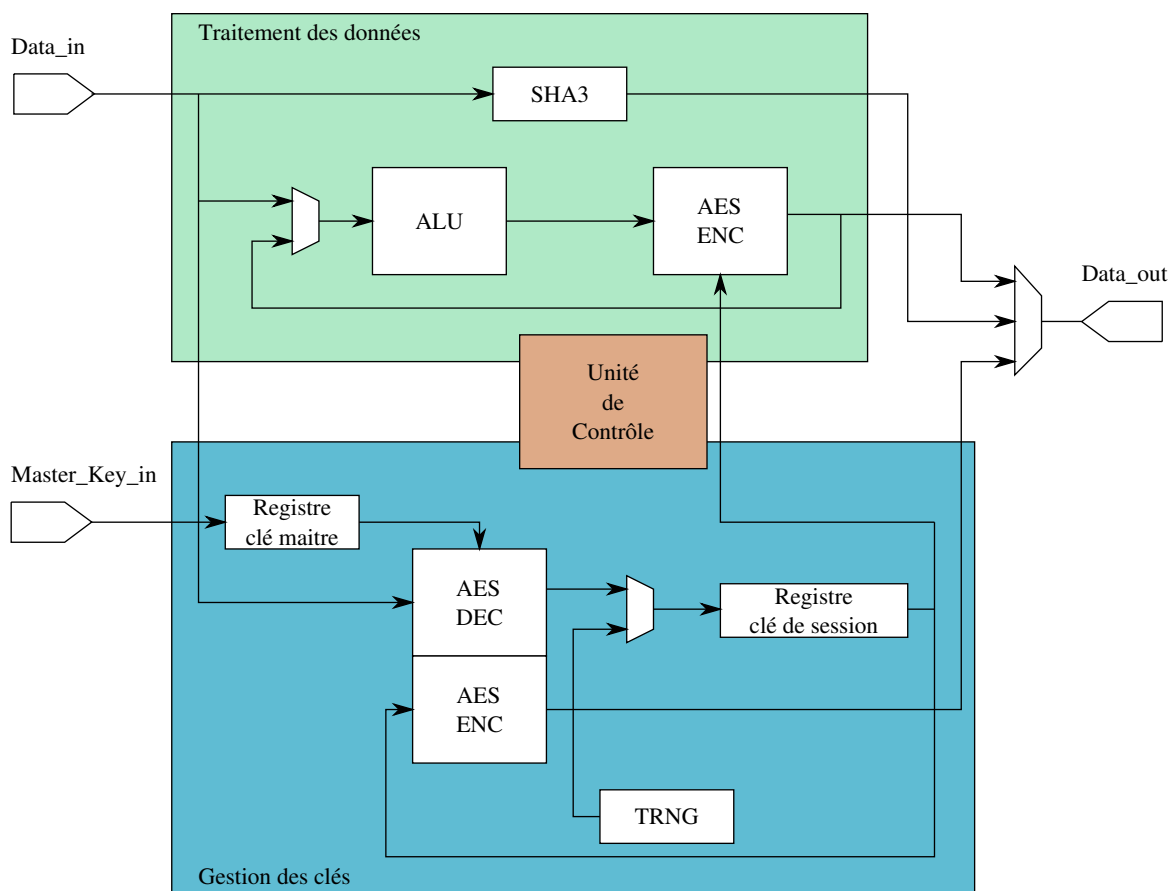 Traitement des données
Data_in
SHA3
ALU
AES
ENC
Data_out
Unité
de
Contrôle
Master_Key_in
Registre
clé maitre
AES
DEC
Registre
clé de session
AES
ENC
TRNG
Gestion des clés